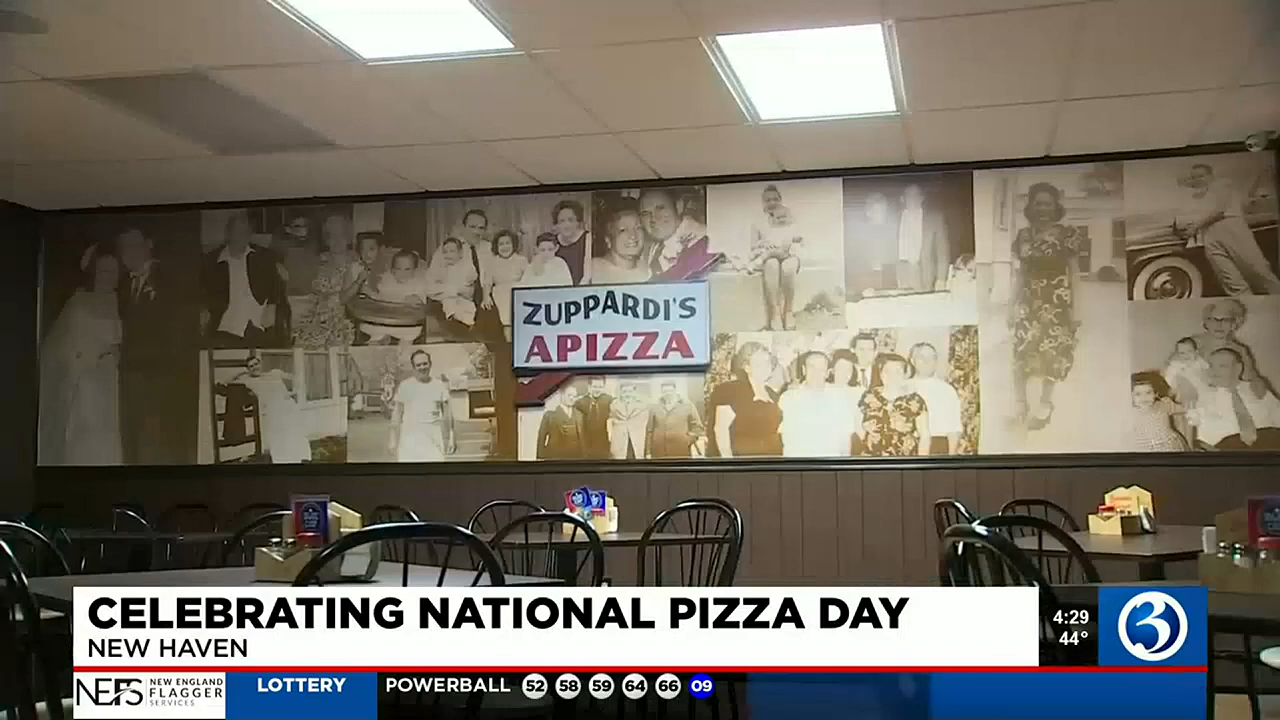 ZUPPARDI'S
APIZZA
CELEBRATING NATIONAL PIZZA DAY
NEW HAVEN
4:29
44°
3
NEFS
NEW ENGLAND
FLAGGER
SERVICES
LOTTERY
POWERBALL 52 58 59 64 66 09